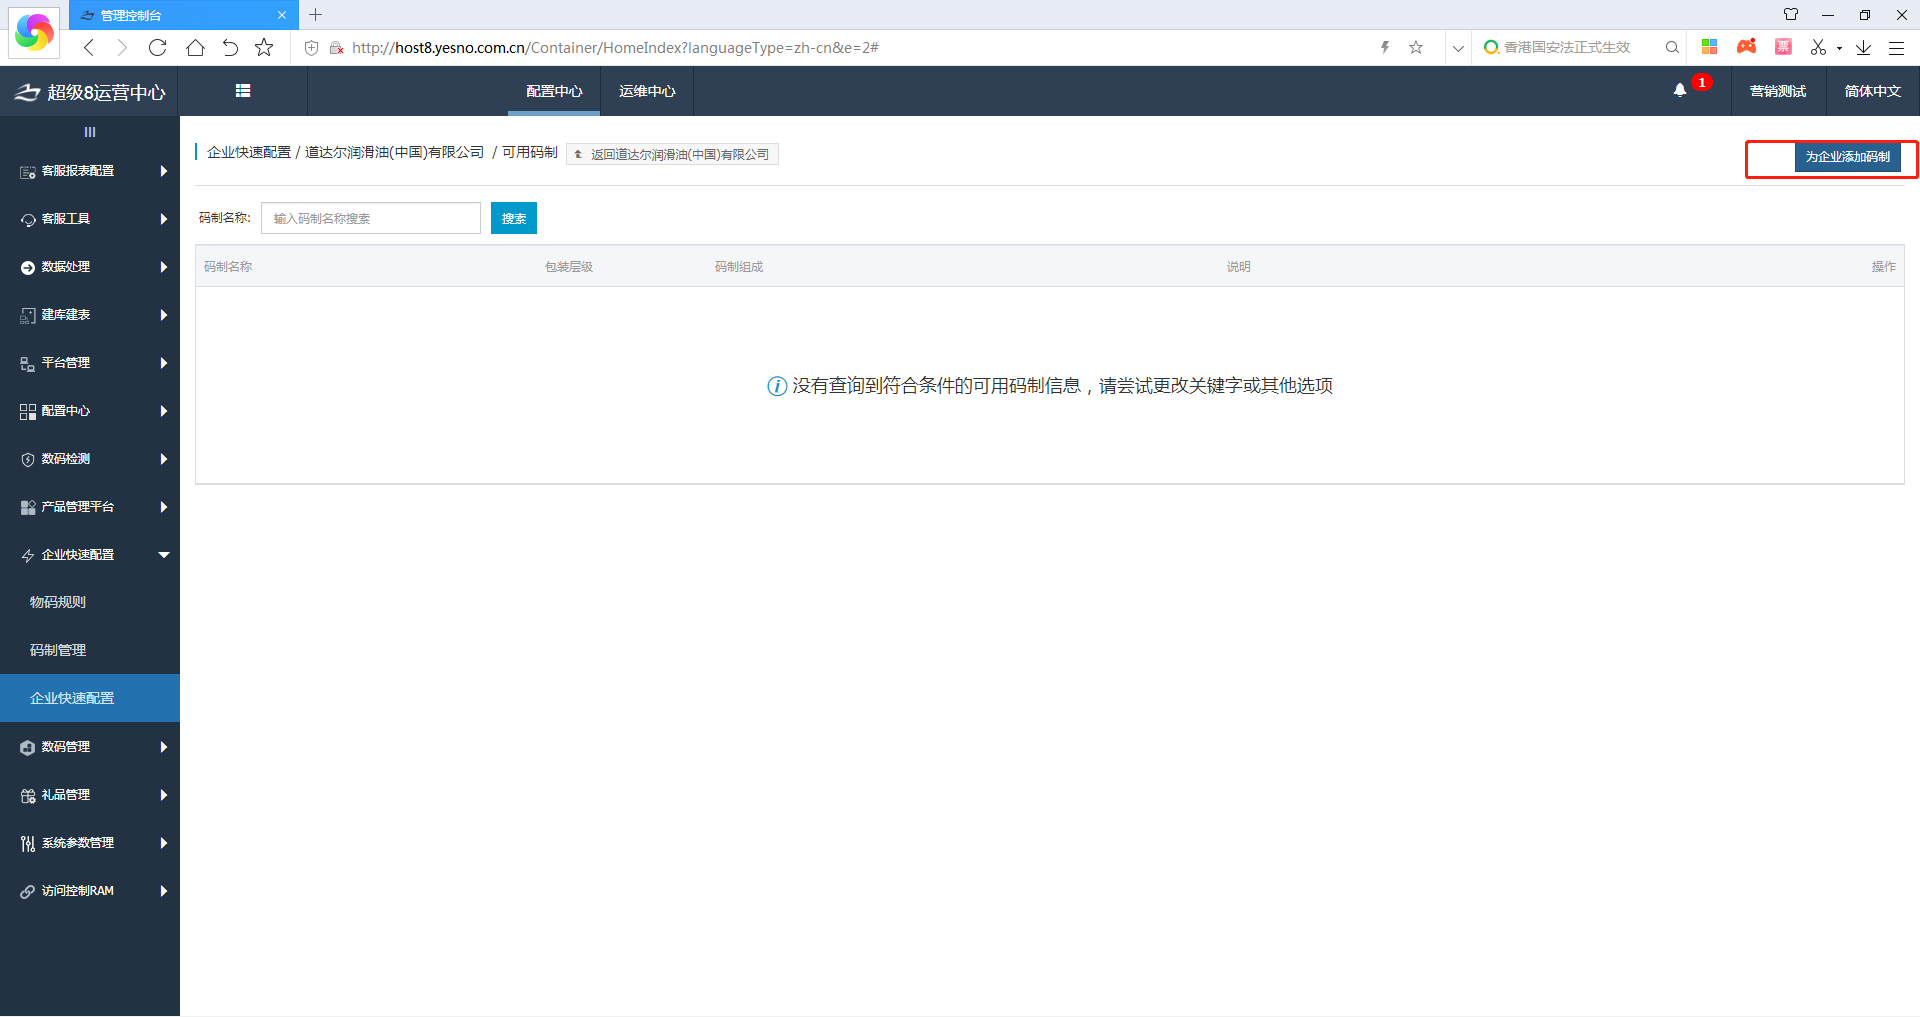 管理控制台
http://host8.yesno.com.cn/Container/HomeIndex?languageType=zh-cn&e=2#
香港国安法正式生效
票
超级8运营中心
配置中心
运维中心
1
营销测试
简体中文
企业快速配置 / 道达尔润滑油(中国)有限公司 / 可用码制
返回道达尔润滑油(中国)有限公司
为企业添加码制
码制名称:
输入码制名称搜索
搜索
码制名称 包装层级 码制组成 说明 操作
没有查询到符合条件的可用码制信息，请尝试更改关键字或其他选项
客服报表配置
客服工具
数据处理
建库建表
平台管理
配置中心
数码检测
产品管理平台
企业快速配置
物码规则
码制管理
企业快速配置
数码管理
礼品管理
系统参数管理
访问控制RAM